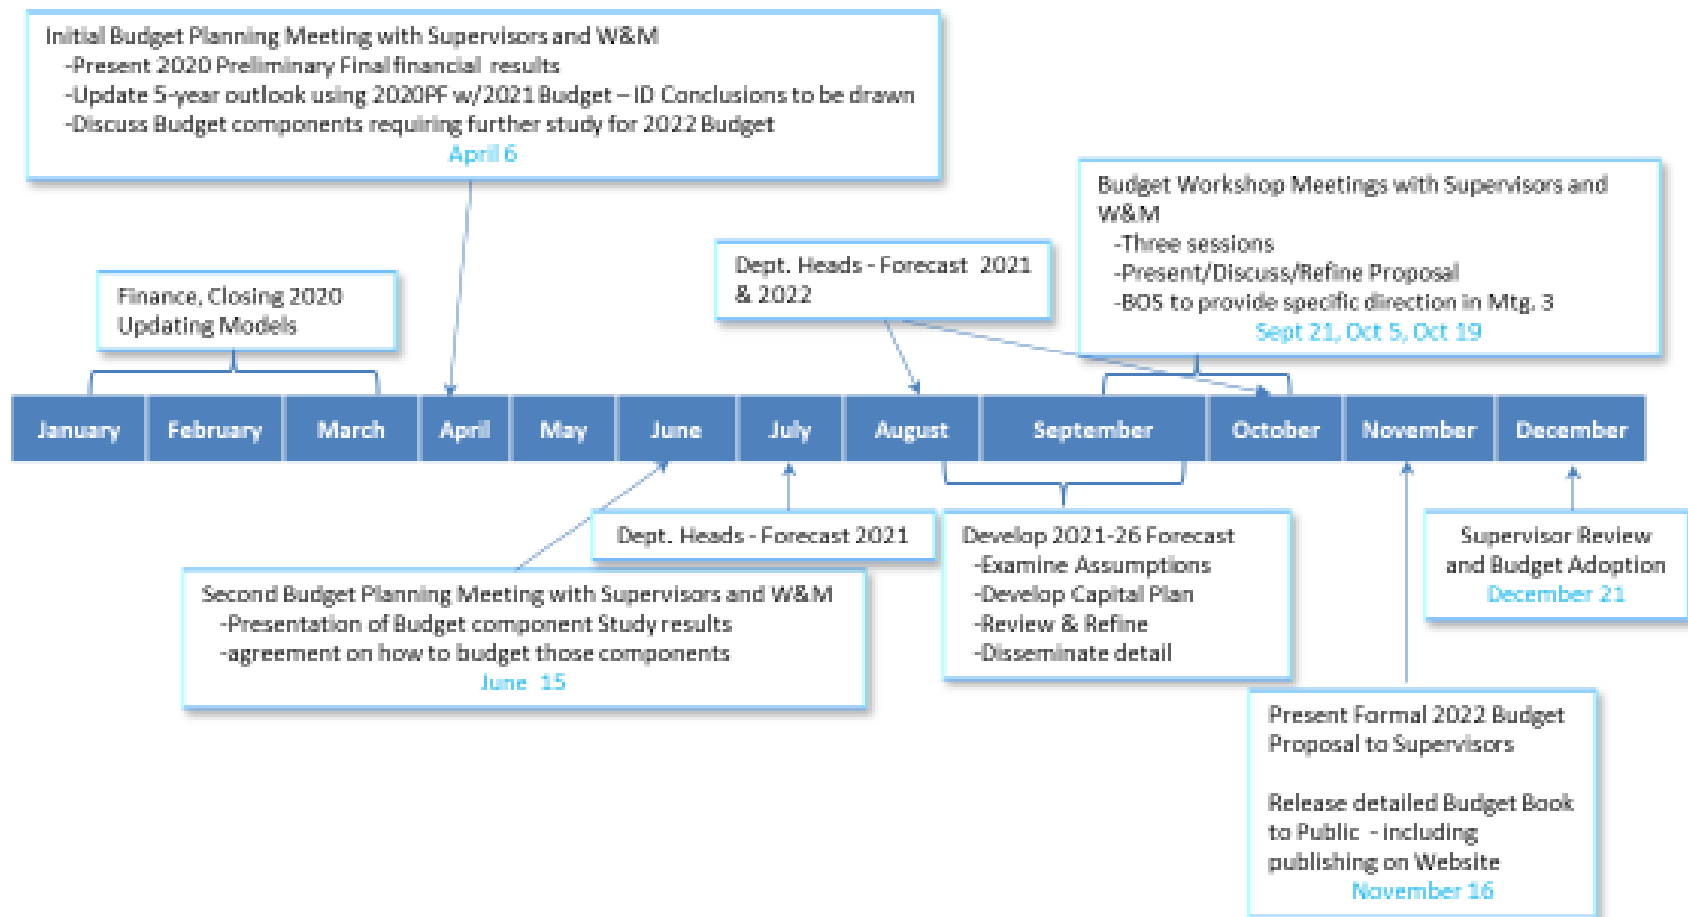 Initial Budget Planning Meeting with Supervisors and W&M
-Present 2020 Preliminary Final financial results
-Update 5-year outlook using 2020PF w/2021 Budget – ID Conclusions to be drawn
-Discuss Budget components requiring further study for 2022 Budget
April 6
Budget Workshop Meetings with Supervisors and
W&M
-Three sessions
-Present/Discuss/Refine Proposal
-BOS to provide specific direction in Mtg. 3
Sept 21, Oct 5, Oct 19
Dept. Heads - Forecast 2021
& 2022
Finance, Closing 2020
Updating Models
January February March April May June July August September October November December
Dept. Heads - Forecast 2021
Second Budget Planning Meeting with Supervisors and W&M
-Presentation of Budget component Study results
-agreement on how to budget those components
June 15
Develop 2021-26 Forecast
-Examine Assumptions
-Develop Capital Plan
-Review & Refine
-Disseminate detail
Supervisor Review
and Budget Adoption
December 21
Present Formal 2022 Budget
Proposal to Supervisors
Release detailed Budget Book
to Public - including
publishing on Website
November 16